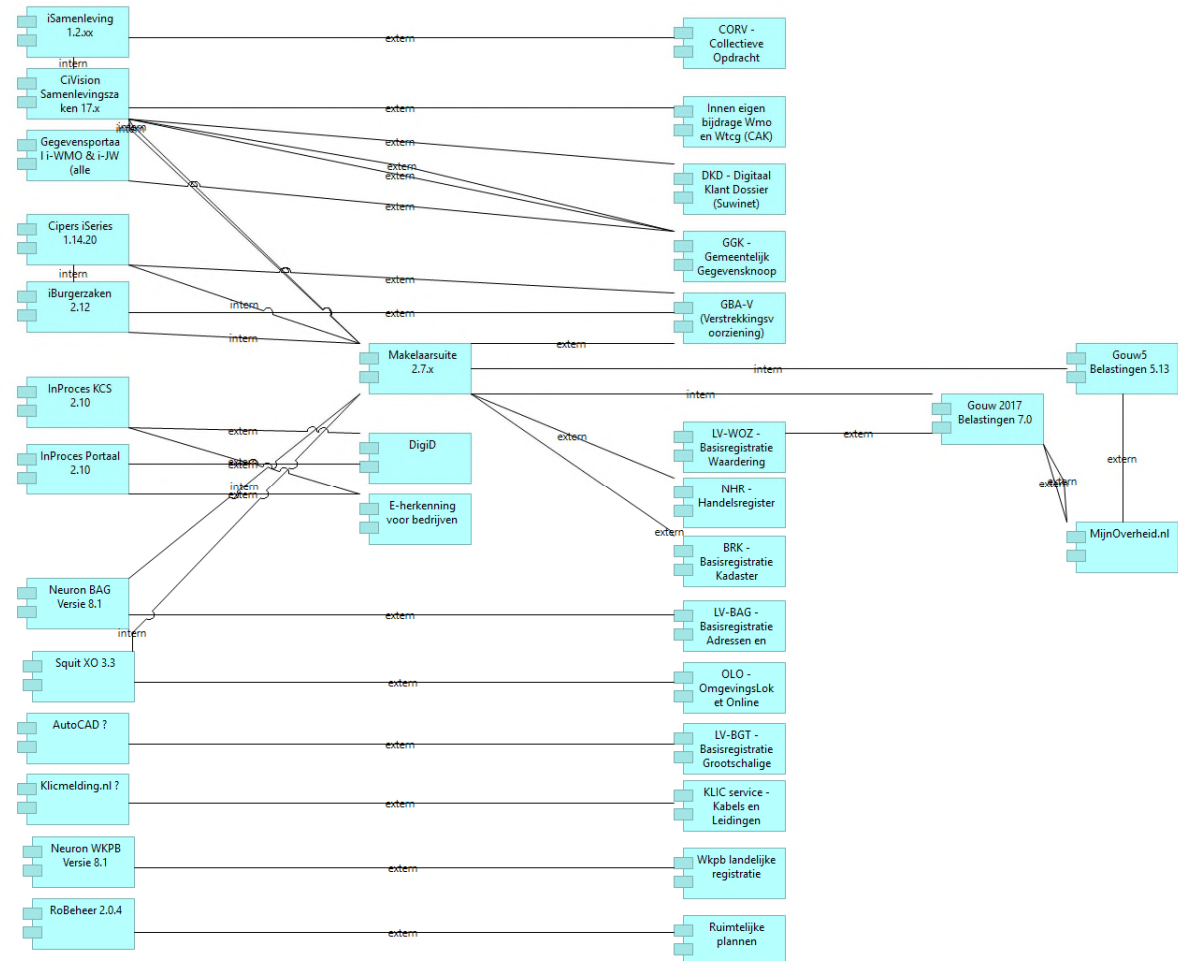 iSamenleving
1.2.xx
extern
CORV -
Collectieve
Opdracht
intern
CiVision
Samenlevingsza
ken 17.x
extern
Innen eigen
bijdrage Wmo
en Wtcg (CAK)
intern
intern
Gegevensportaa
l i-WMO & i-JW
(alle
extern
extern
extern
DKD - Digitaal
Klant Dossier
(Suwinet)
extern
Cipers iSeries
1.14.20
GGK -
Gemeentelijk
Gegevensknoop
intern
extern
iBurgerzaken
2.12
intern
extern
GBA-V
(Verstrekkingsv
oorziening)
intern
extern
Makelaarsuite
2.7.x
intern
Gouw5
Belastingen 5.13
InProces KCS
2.10
intern
Gouw 2017
Belastingen 7.0
extern
DigiD
extern
LV-WOZ -
Basisregistratie
Waardering
extern
InProces Portaal
2.10
extern
extern
intern
extern
extern
extern
extern
NHR -
Handelsregister
E-herkenning
voor bedrijven
extern
MijnOverheid.nl
BRK -
Basisregistratie
Kadaster
Neuron BAG
Versie 8.1
extern
LV-BAG -
Basisregistratie
Adressen en
intern
Squit XO 3.3
extern
OLO -
OmgevingsLok
et Online
AutoCAD ?
extern
LV-BGT -
Basisregistratie
Grootschalige
Klicmelding.nl ?
extern
KLIC service -
Kabels en
Leidingen
Neuron WKPB
Versie 8.1
extern
Wkpb landelijke
registratie
RoBeheer 2.0.4
extern
Ruimtelijke
plannen